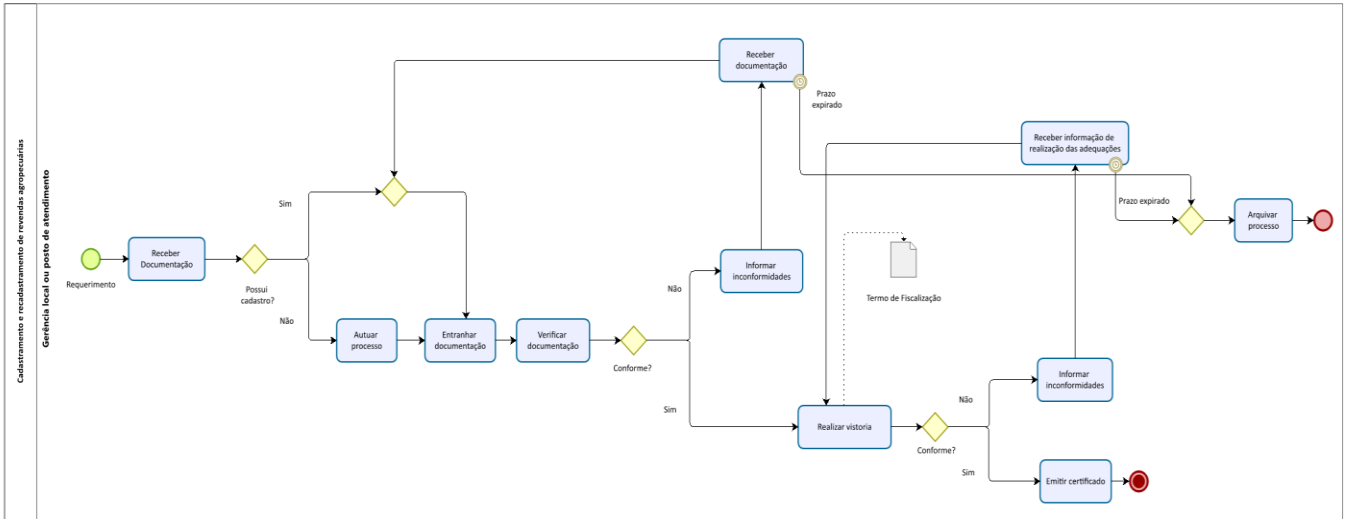 Cadastramento e recadastramento de revendas agropecuárias
Gerência local ou posto de atendimento
Requerimento
Receber
Documentação
Possui
cadastro?
Sim
Não
Autuar
processo
Entranhar
documentação
Verificar
documentação
Conforme?
Não
Sim
Informar
inconformidades
Receber
documentação
Prazo
expirado
Realizar vistoria
Termo de Fiscalização
Conforme?
Não
Sim
Informar
inconformidades
Emitir certificado
Receber informação de
realização das adequações
Prazo expirado
Arquivar
processo